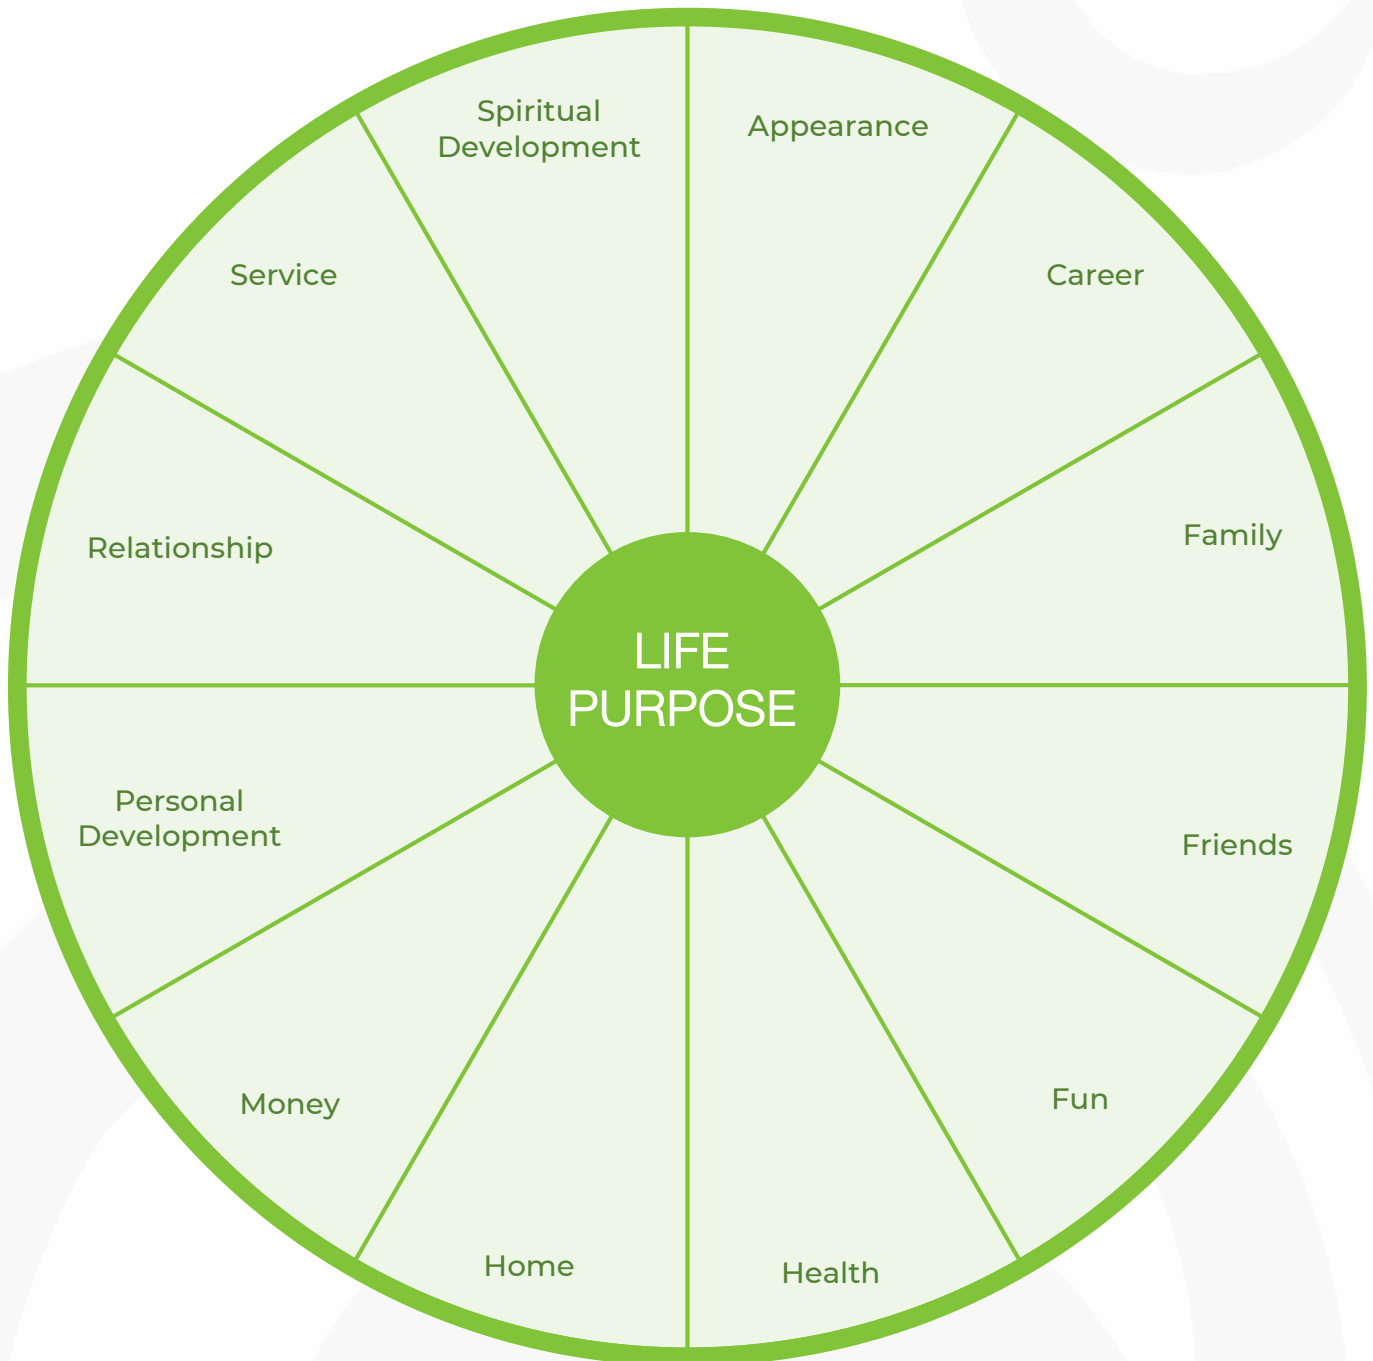 Spiritual
Development
Appearance
Service
Career
Relationship
Family
LIFE
PURPOSE
Personal
Development
Friends
Money
Fun
Home
Health